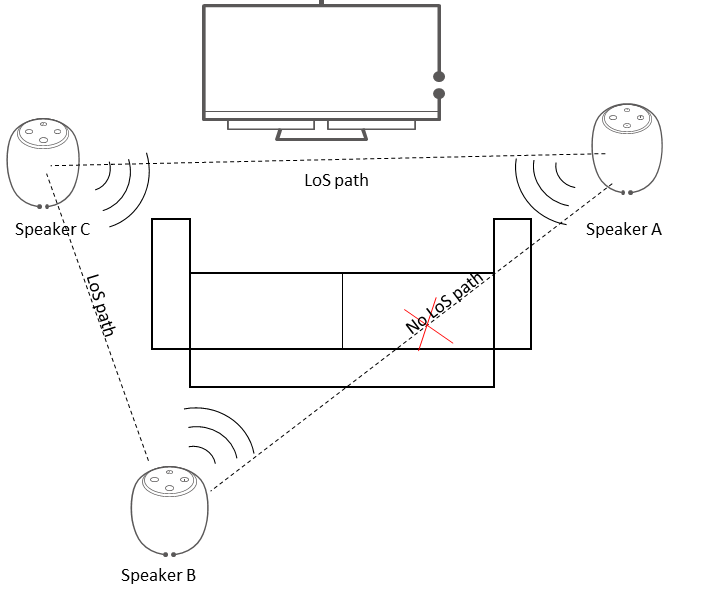 LoS path
Speaker C
Speaker A
LoS path
No LoS path
Speaker B